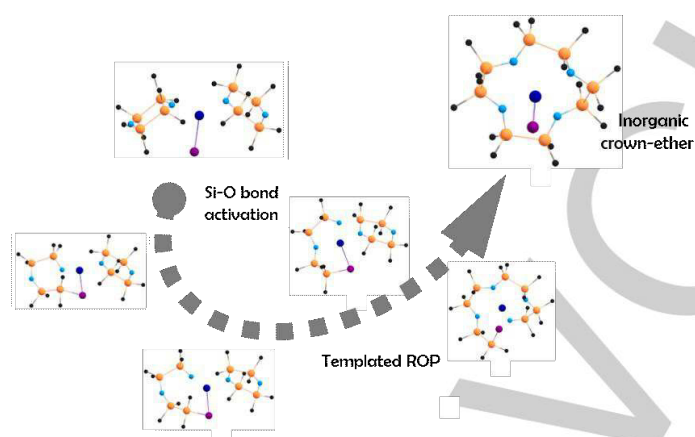 Inorganic
crown-ether
Si-O bond
activation
Templated ROP